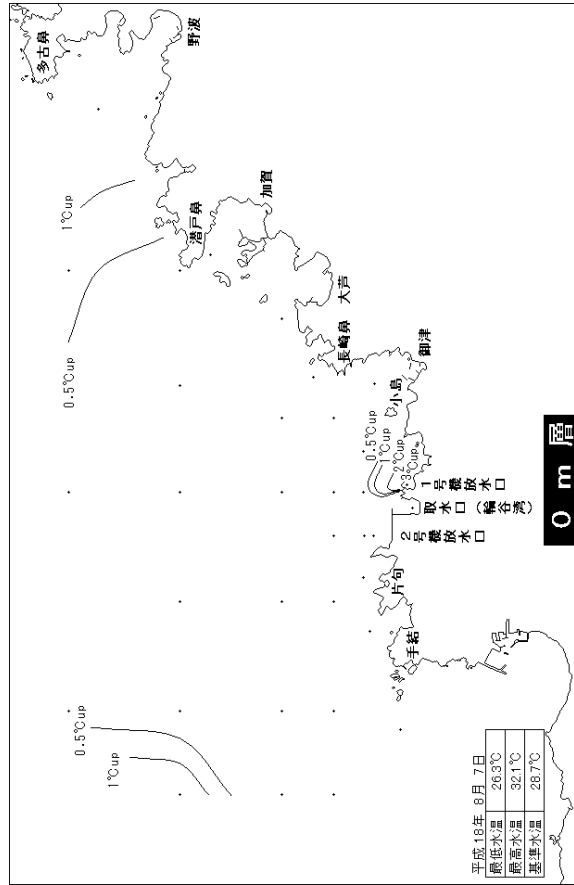 多古鼻
野波
1℃up
潜戸鼻
加賀
0.5℃up
大芦
長崎鼻
御津
小島
0.5℃up
1℃up
2℃up
3℃up
1号機放水口
取水口（輪谷湾）
2号機放水口
片句
手結
0.5℃up
1℃up
0m層
平成18年 8月 7日
最低水温 26.3℃
最高水温 32.1℃
基準水温 28.7℃